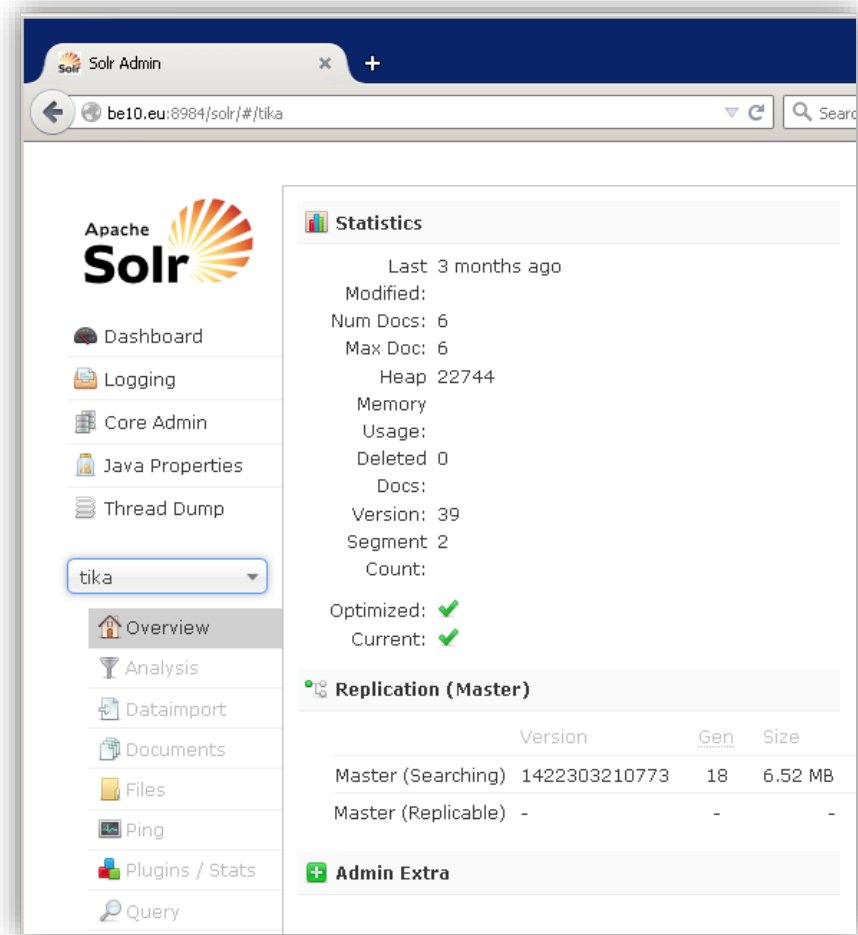 Solr Admin
be10.eu:8984/solr/#/tika
Sear
Apache
Solr
Dashboard
Logging
Core Admin
Java Properties
Thread Dump
tika
Overview
Analysis
Dataimport
Documents
Files
Ping
Plugins / Stats
Query
Statistics
Last Modified: 3 months ago
Num Docs: 6
Max Doc: 6
Heap Memory Usage: 22744
Deleted Docs: 0
Version: 39
Segment Count: 2
Optimized:
Current:
Replication (Master)
Version Gen Size
Master (Searching) 1422303210773 18 6.52 MB
Master (Replicable) - - -
Admin Extra